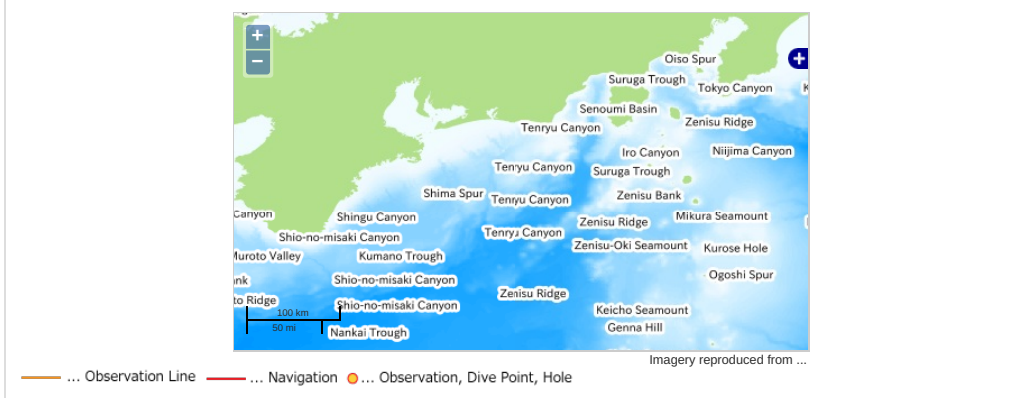 +
−
Oiso Spur
+
Suruga Trough
Tokyo Canyon
K
Senoumi Basin
Tenryu Canyon
Zenisu Ridge
Iro Canyon
Niijima Canyon
Tenryu Canyon
Suruga Trough
Shima Spur
Tenryu Canyon
Zenisu Bank
Canyon
Shingu Canyon
Mikura Seamount
Zenisu Ridge
Shio-no-misaki Canyon
Tenryu Canyon
Zenisu-Oki Seamount
Kurose Hole
Muroto Valley
Kumano Trough
Ogoshi Spur
nk
Shio-no-misaki Canyon
Zenisu Ridge
to Ridge
Shio-no-misaki Canyon
Keicho Seamount
100 km
50 mi
Nankai Trough
Genna Hill
Imagery reproduced from ...
... Observation Line ... Navigation ... Observation, Dive Point, Hole